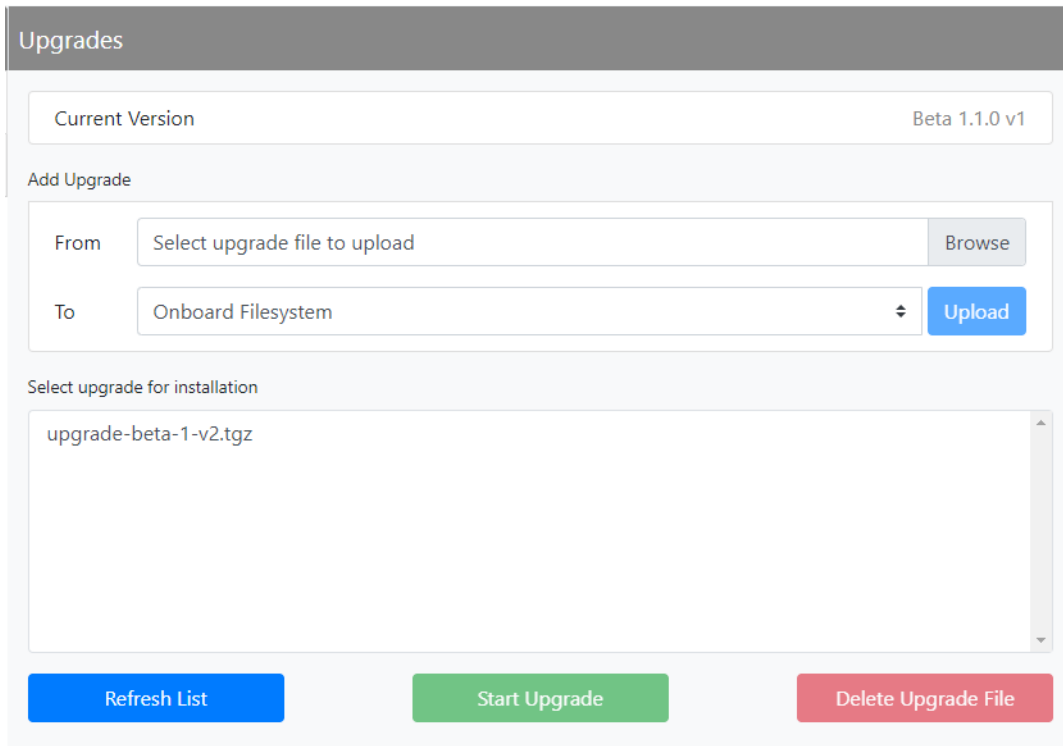 Upgrades
Current Version Beta 1.1.0 v1
Add Upgrade
From Select upgrade file to upload Browse
To Onboard Filesystem Upload
Select upgrade for installation
upgrade-beta-1-v2.tgz
Refresh List Start Upgrade Delete Upgrade File